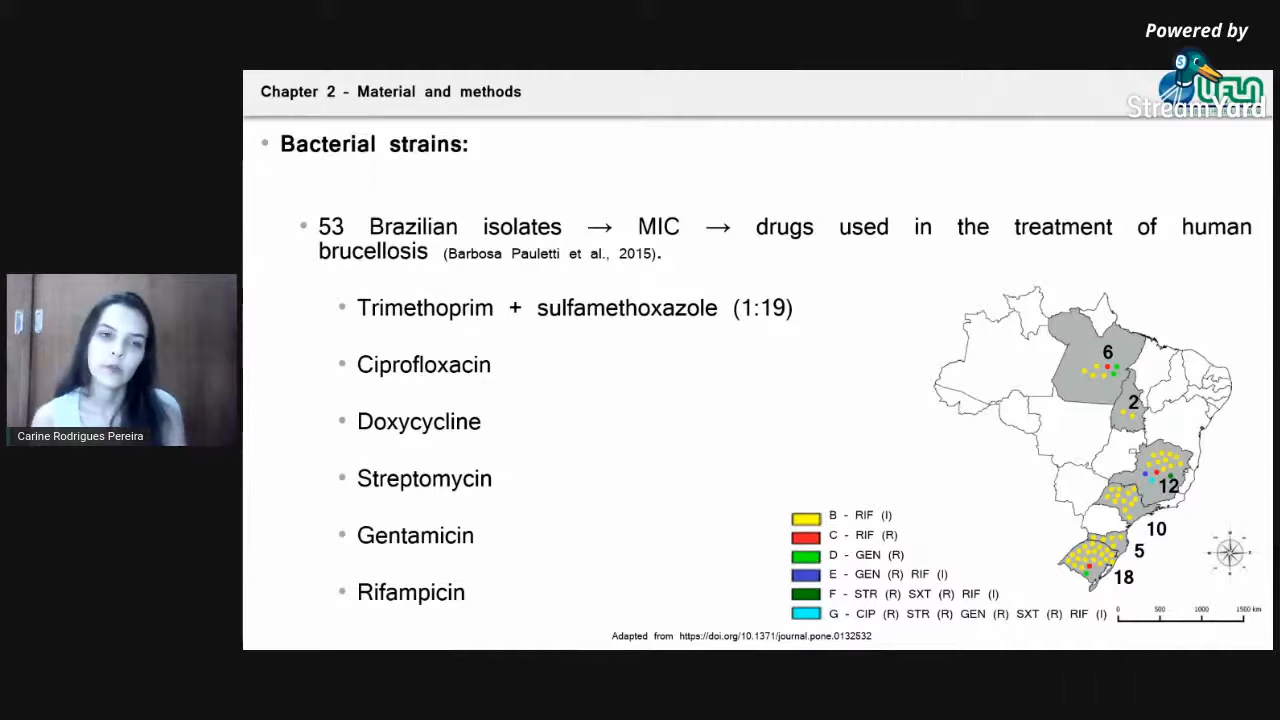 Powered by
StreamYard
UFLA
Chapter 2 - Material and methods
Bacterial strains:
53 Brazilian isolates → MIC → drugs used in the treatment of human
brucellosis (Barbosa Pauletti et al., 2015).
Trimethoprim + sulfamethoxazole (1:19)
Ciprofloxacin
Doxycycline
Streptomycin
Gentamicin
Rifampicin
Carine Rodrigues Pereira
6
2
12
10
5
18
B - RIF (I)
C - RIF (R)
D - GEN (R)
E - GEN (R) RIF (I)
F - STR (R) SXT (R) RIF (I)
G - CIP (R) STR (R) GEN (R) SXT (R) RIF (I)
0 500 1000 1500 km
Adapted from https://doi.org/10.1371/journal.pone.0132532